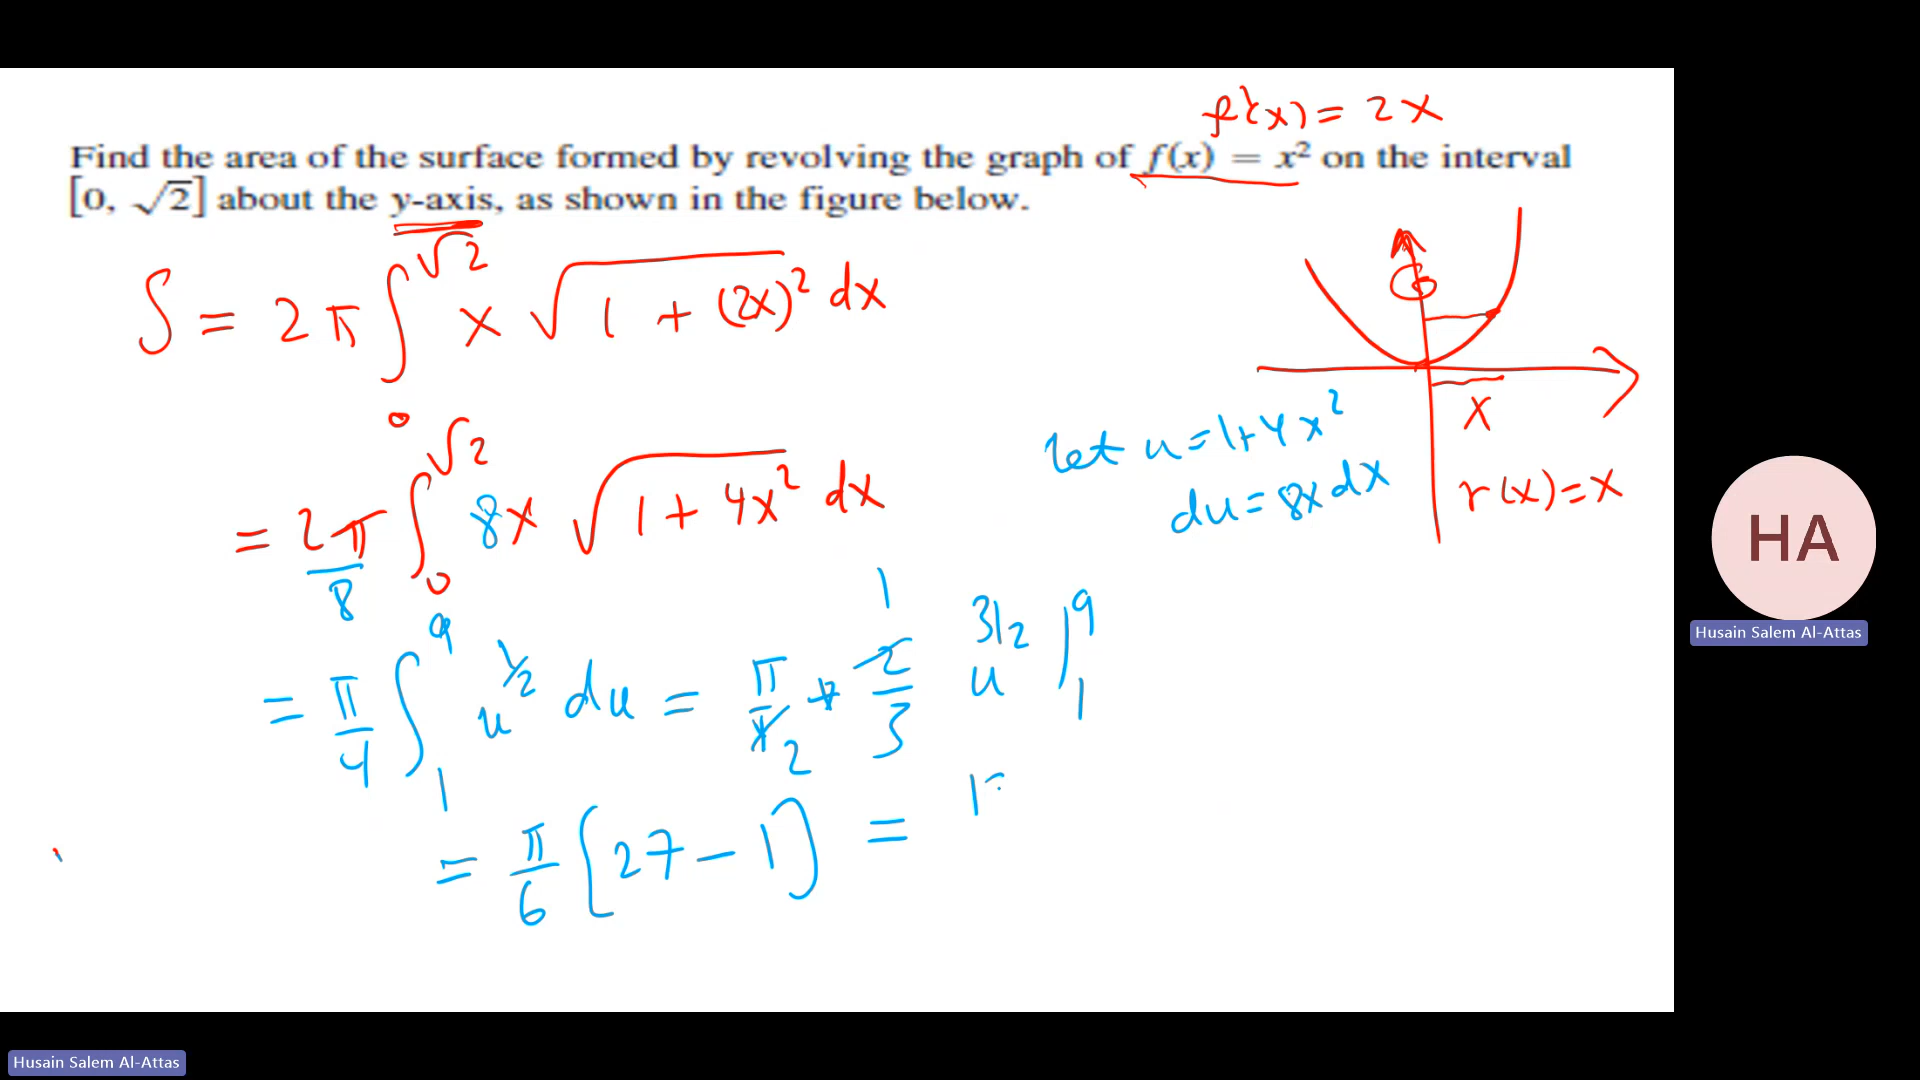 f'(x) = 2x
Find the area of the surface formed by revolving the graph of f(x) = x² on the interval
[0, √2] about the y-axis, as shown in the figure below.
S = 2π ∫₀^√2 x √(1 + (2x)²) dx
= 2π/8 ∫₀^√2 8x √(1 + 4x²) dx
let u = 1+4x²
du = 8x dx
x
r(x) = x
= π/4 ∫₁⁹ u^1/2 du = π/4 2 * 2/3 1 u^3/2 |₁⁹
= π/6 [27 − 1] =
HA
Husain Salem Al-Attas
Husain Salem Al-Attas